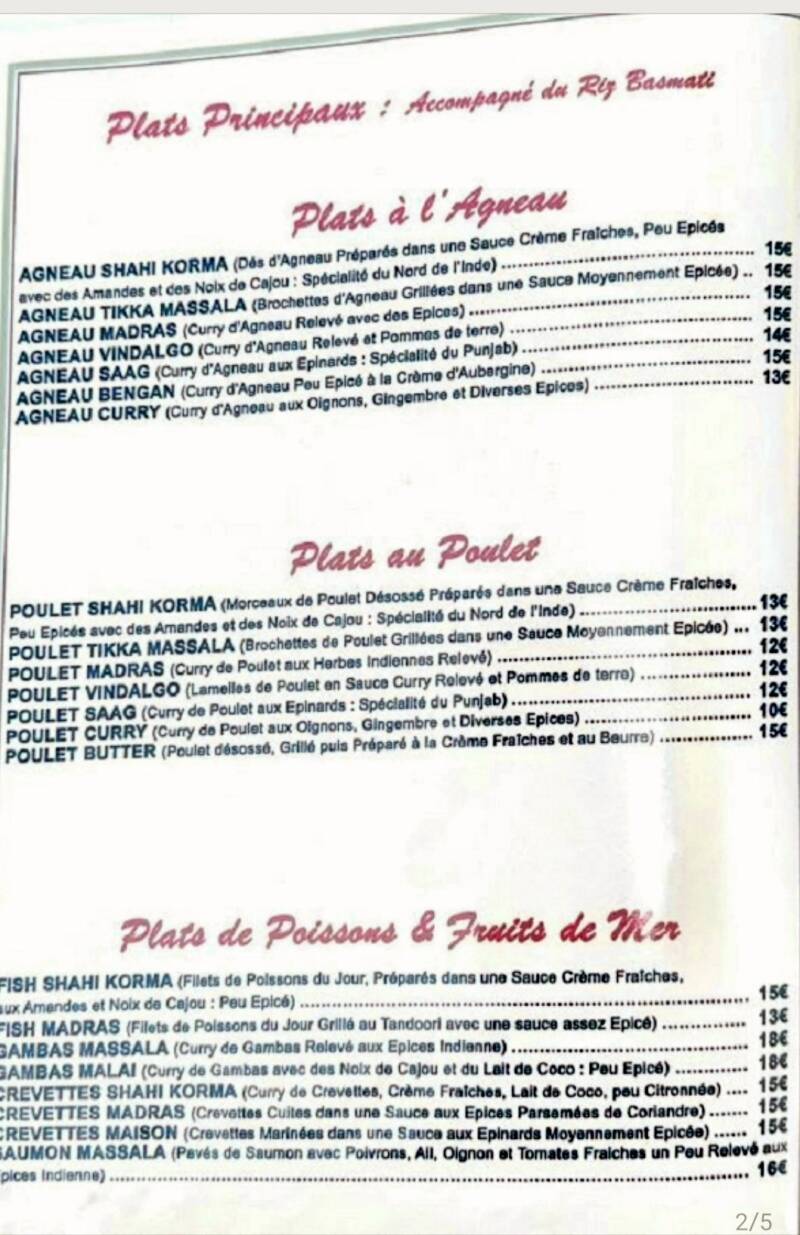 Plats Principaux : Accompagné du Riz Basmati
Plats à l'Agneau
AGNEAU SHAHI KORMA (Dés d'Agneau Préparés dans une Sauce Crème Fraîches, Peu Epicés
avec des Amandes et des Noix de Cajou : Spécialité du Nord de l'Inde) ........ 15€
AGNEAU TIKKA MASSALA (Brochettes d'Agneau Grillées dans une Sauce Moyennement Epicée) .. 15€
AGNEAU MADRAS (Curry d'Agneau Relevé avec des Epices) ........ 15€
AGNEAU VINDALGO (Curry d'Agneau Relevé et Pommes de terre) ........ 15€
AGNEAU SAAG (Curry d'Agneau aux Epinards : Spécialité du Punjab) ........ 14€
AGNEAU BENGAN (Curry d'Agneau Peu Epicé à la Crème d'Aubergine) ........ 15€
AGNEAU CURRY (Curry d'Agneau aux Oignons, Gingembre et Diverses Epices) ........ 13€
Plats au Poulet
POULET SHAHI KORMA (Morceaux de Poulet Désossé Préparés dans une Sauce Crème Fraîches,
Peu Epicés avec des Amandes et des Noix de Cajou : Spécialité du Nord de l'Inde) ........ 13€
POULET TIKKA MASSALA (Brochettes de Poulet Grillées dans une Sauce Moyennement Epicée) ... 13€
POULET MADRAS (Curry de Poulet aux Herbes Indiennes Relevé) ........ 12€
POULET VINDALGO (Lamelles de Poulet en Sauce Curry Relevé et Pommes de terre) ........ 12€
POULET SAAG (Curry de Poulet aux Epinards : Spécialité du Punjab) ........ 12€
POULET CURRY (Curry de Poulet aux Oignons, Gingembre et Diverses Epices) ........ 10€
POULET BUTTER (Poulet désossé, Grillé puis Préparé à la Crème Fraîches et au Beurre) ........ 15€
Plats de Poissons & Fruits de Mer
FISH SHAHI KORMA (Filets de Poissons du Jour, Préparés dans une Sauce Crème Fraîches,
aux Amandes et Noix de Cajou : Peu Epicé) ........ 15€
FISH MADRAS (Filets de Poissons du Jour Grillé au Tandoori avec une sauce assez Epicé) ........ 13€
GAMBAS MASSALA (Curry de Gambas Relevé aux Epices Indienne) ........ 18€
GAMBAS MALAI (Curry de Gambas avec des Noix de Cajou et du Lait de Coco : Peu Epicé) ........ 18€
CREVETTES SHAHI KORMA (Curry de Crevettes, Crème Fraîches, Lait de Coco, peu Citronnée) .... 15€
CREVETTES MADRAS (Crevettes Cuites dans une Sauce aux Epices Parsemées de Coriandre) ....... 15€
CREVETTES MAISON (Crevettes Marinées dans une Sauce aux Epinards Moyennement Epicée) ...... 15€
SAUMON MASSALA (Pavés de Saumon avec Poivrons, Ail, Oignon et Tomates Fraiches un Peu Relevé aux
pices Indienne) ........ 16€
2/5